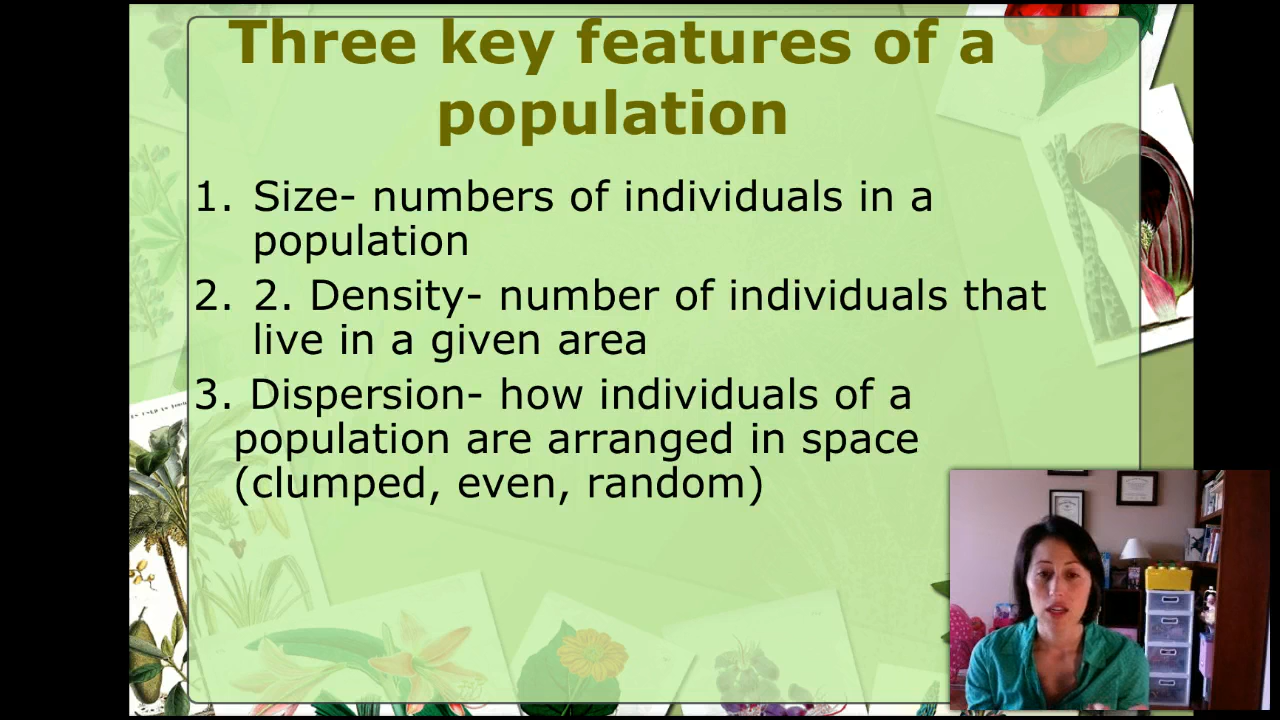 Three key features of a
population
1. Size- numbers of individuals in a
population
2. 2. Density- number of individuals that
live in a given area
3. Dispersion- how individuals of a
population are arranged in space
(clumped, even, random)